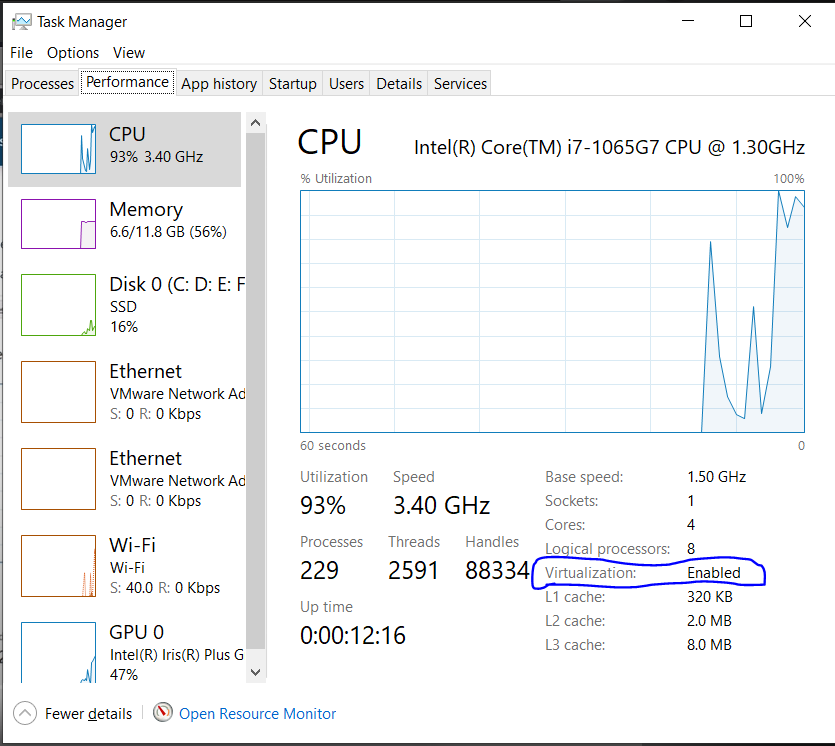 Task Manager
File Options View
Processes Performance App history Startup Users Details Services
CPU
93% 3.40 GHz
Memory
6.6/11.8 GB (56%)
Disk 0 (C: D: E: F
SSD
16%
Ethernet
VMware Network Ad
S: 0 R: 0 Kbps
Ethernet
VMware Network Ad
S: 0 R: 0 Kbps
Wi-Fi
Wi-Fi
S: 40.0 R: 0 Kbps
GPU 0
Intel(R) Iris(R) Plus G
47%
CPU Intel(R) Core(TM) i7-1065G7 CPU @ 1.30GHz
% Utilization 100%
60 seconds 0
Utilization Speed
93% 3.40 GHz
Processes Threads Handles
229 2591 88334
Up time
0:00:12:16
Base speed: 1.50 GHz
Sockets: 1
Cores: 4
Logical processors: 8
Virtualization: Enabled
L1 cache: 320 KB
L2 cache: 2.0 MB
L3 cache: 8.0 MB
Fewer details Open Resource Monitor